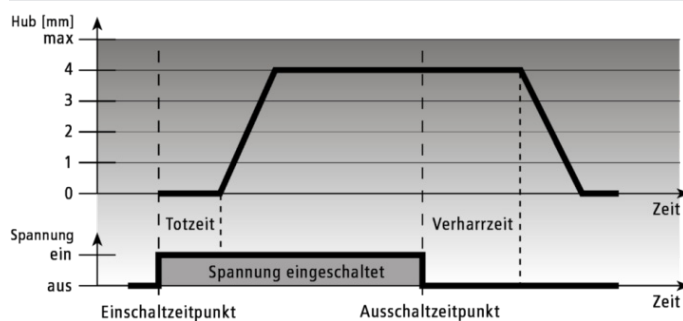 Hub [mm]
max
4
3
2
1
0
Zeit
Totzeit
Verharrzeit
Spannung
ein
Spannung eingeschaltet
aus
Zeit
Einschaltzeitpunkt
Ausschaltzeitpunkt